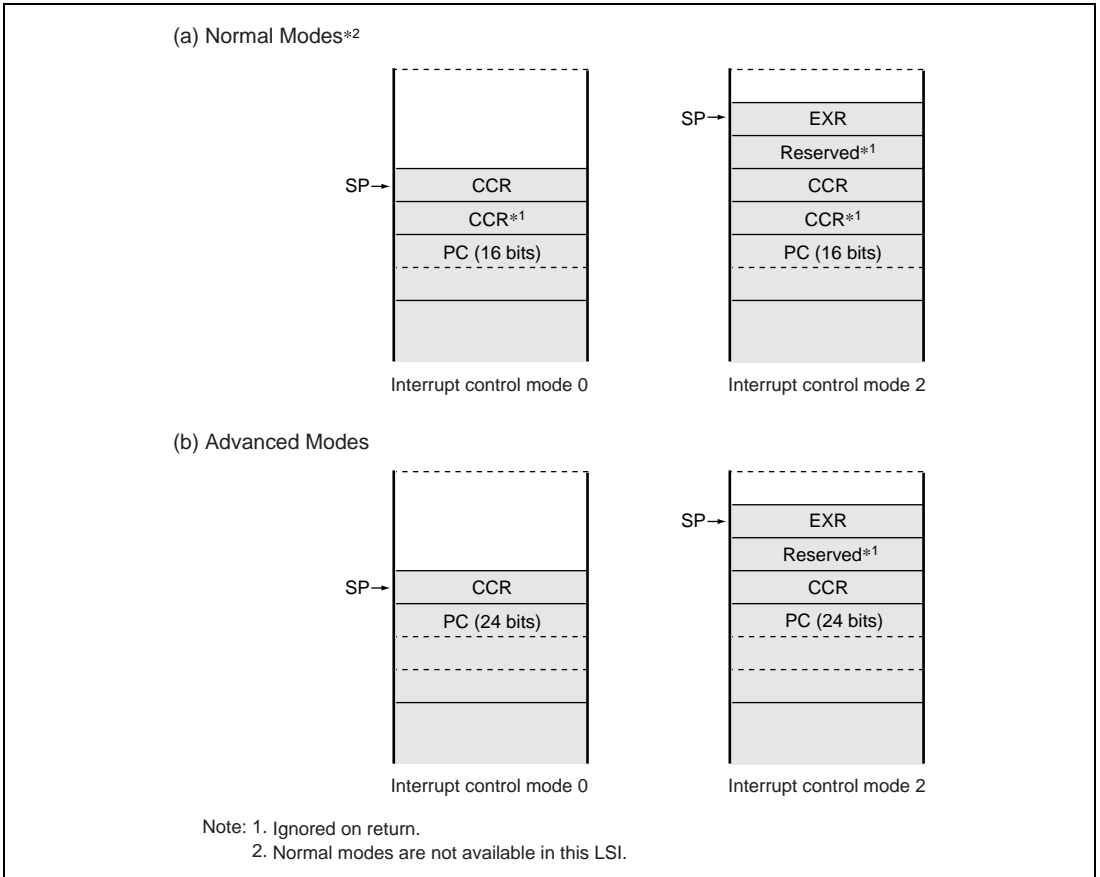 (a) Normal Modes*2
SP→ CCR
CCR*1
PC (16 bits)
Interrupt control mode 0
SP→ EXR
Reserved*1
CCR
CCR*1
PC (16 bits)
Interrupt control mode 2
(b) Advanced Modes
SP→ CCR
PC (24 bits)
Interrupt control mode 0
SP→ EXR
Reserved*1
CCR
PC (24 bits)
Interrupt control mode 2
Note: 1. Ignored on return.
2. Normal modes are not available in this LSI.